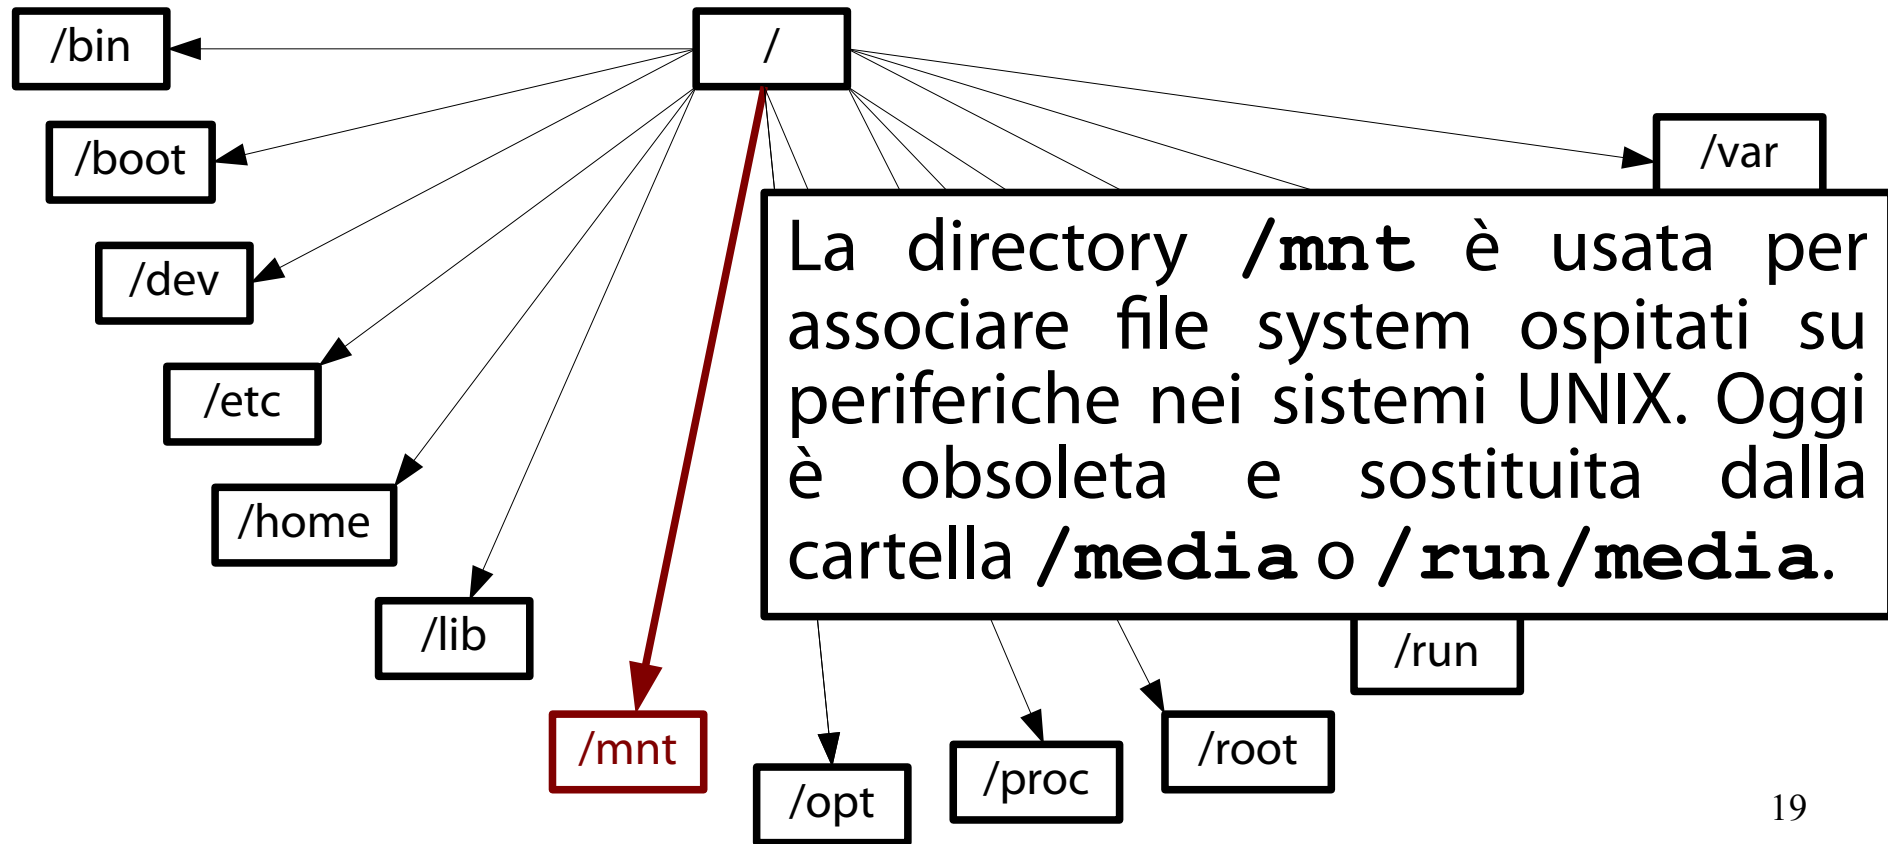 /bin
/
/boot
/var
/dev
La directory /mnt è usata per
associare file system ospitati su
periferiche nei sistemi UNIX. Oggi
è obsoleta e sostituita dalla
cartella /media o /run/media.
/etc
/home
/lib
/run
/mnt
/root
/proc
/opt
19